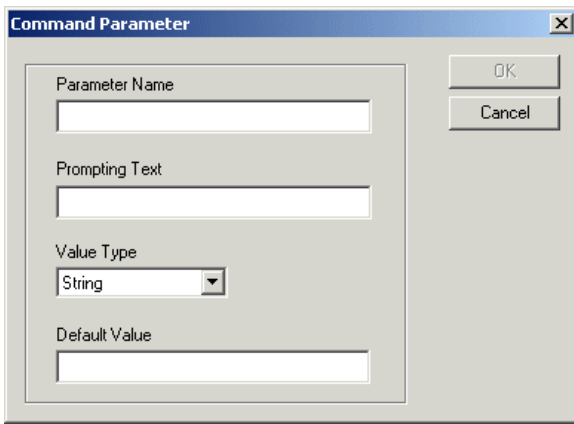 Command Parameter
Parameter Name
OK
Cancel
Prompting Text
Value Type
String
Default Value